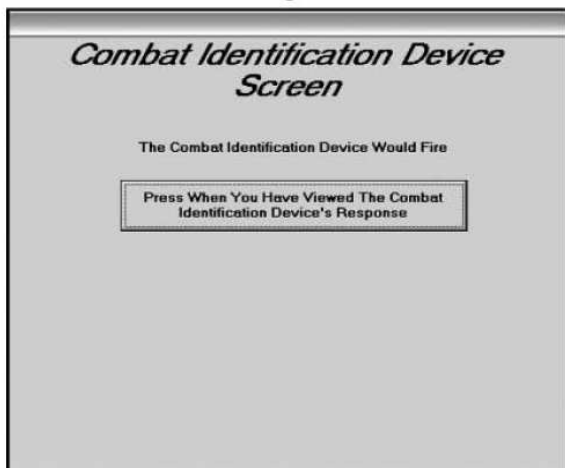 Combat Identification Device
Screen
The Combat Identification Device Would Fire
Press When You Have Viewed The Combat
Identification Device's Response